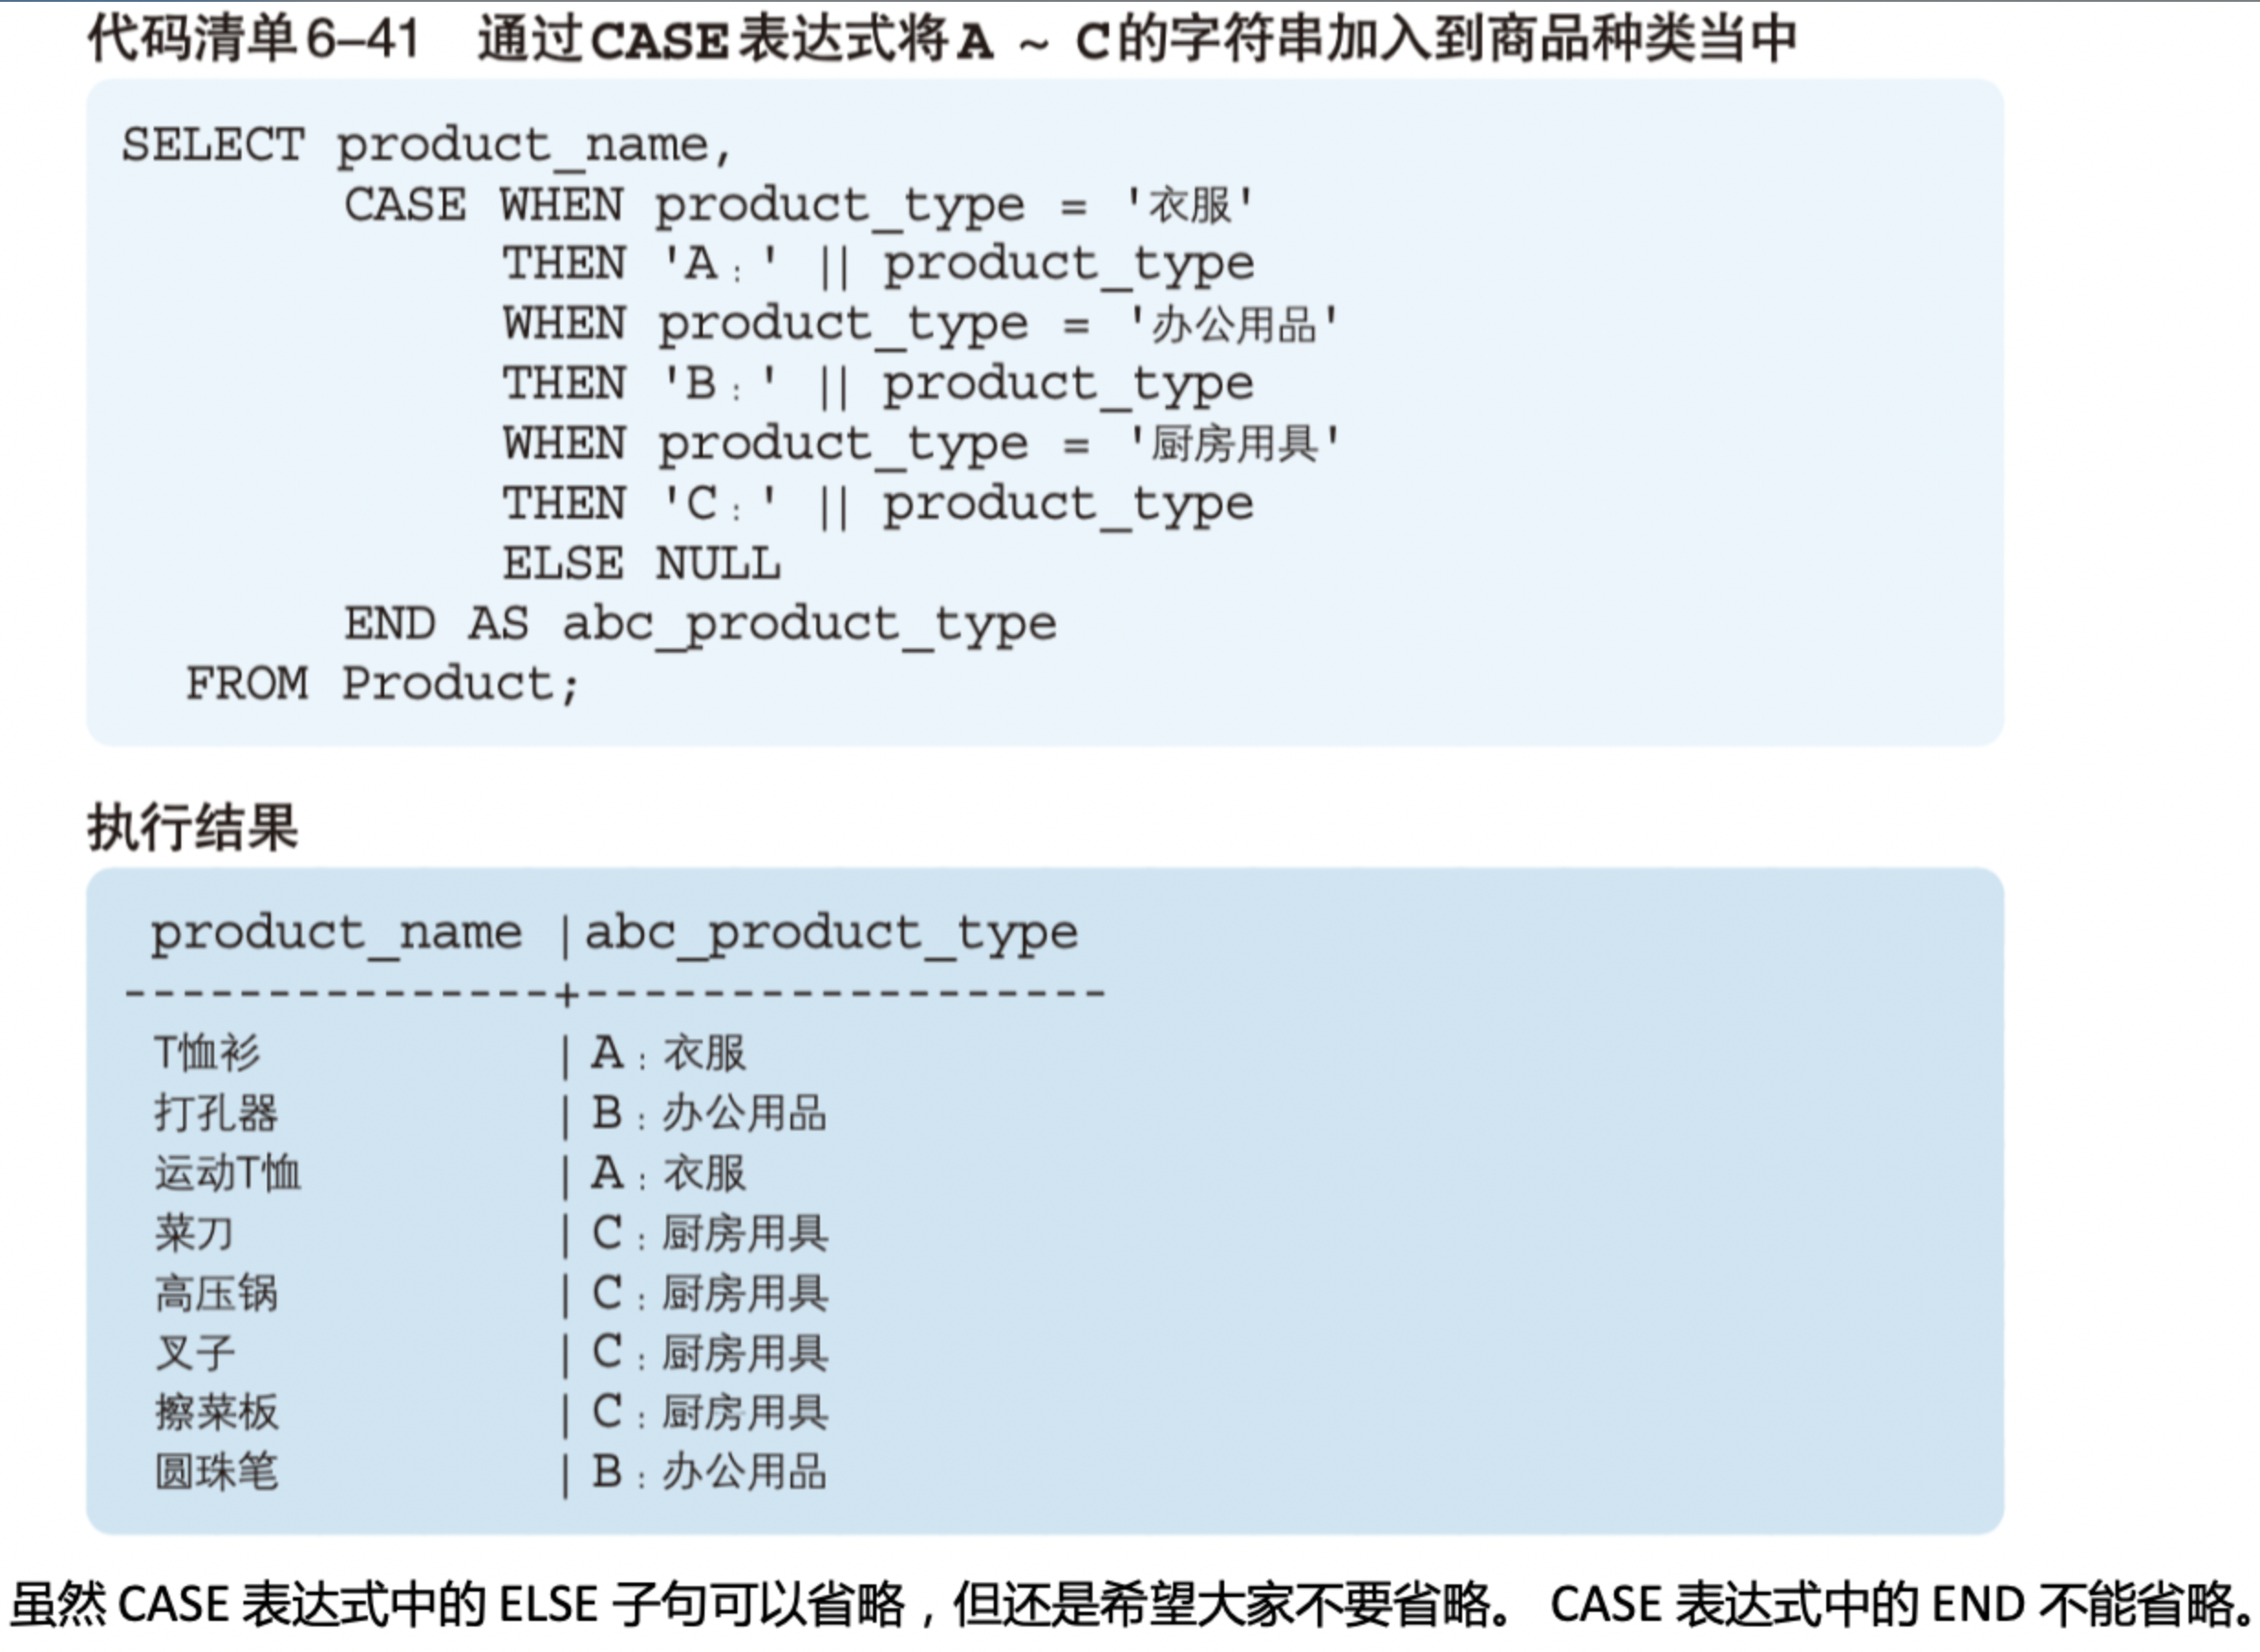 代码清单6–41 通过CASE表达式将A ~ C的字符串加入到商品种类当中
SELECT product_name,
CASE WHEN product_type = '衣服'
THEN 'A：' || product_type
WHEN product_type = '办公用品'
THEN 'B：' || product_type
WHEN product_type = '厨房用具'
THEN 'C：' || product_type
ELSE NULL
END AS abc_product_type
FROM Product;
执行结果
product_name |abc_product_type
---------------+------------------
T恤衫 | A：衣服
打孔器 | B：办公用品
运动T恤 | A：衣服
菜刀 | C：厨房用具
高压锅 | C：厨房用具
叉子 | C：厨房用具
擦菜板 | C：厨房用具
圆珠笔 | B：办公用品
虽然 CASE 表达式中的 ELSE 子句可以省略，但还是希望大家不要省略。 CASE 表达式中的 END 不能省略。